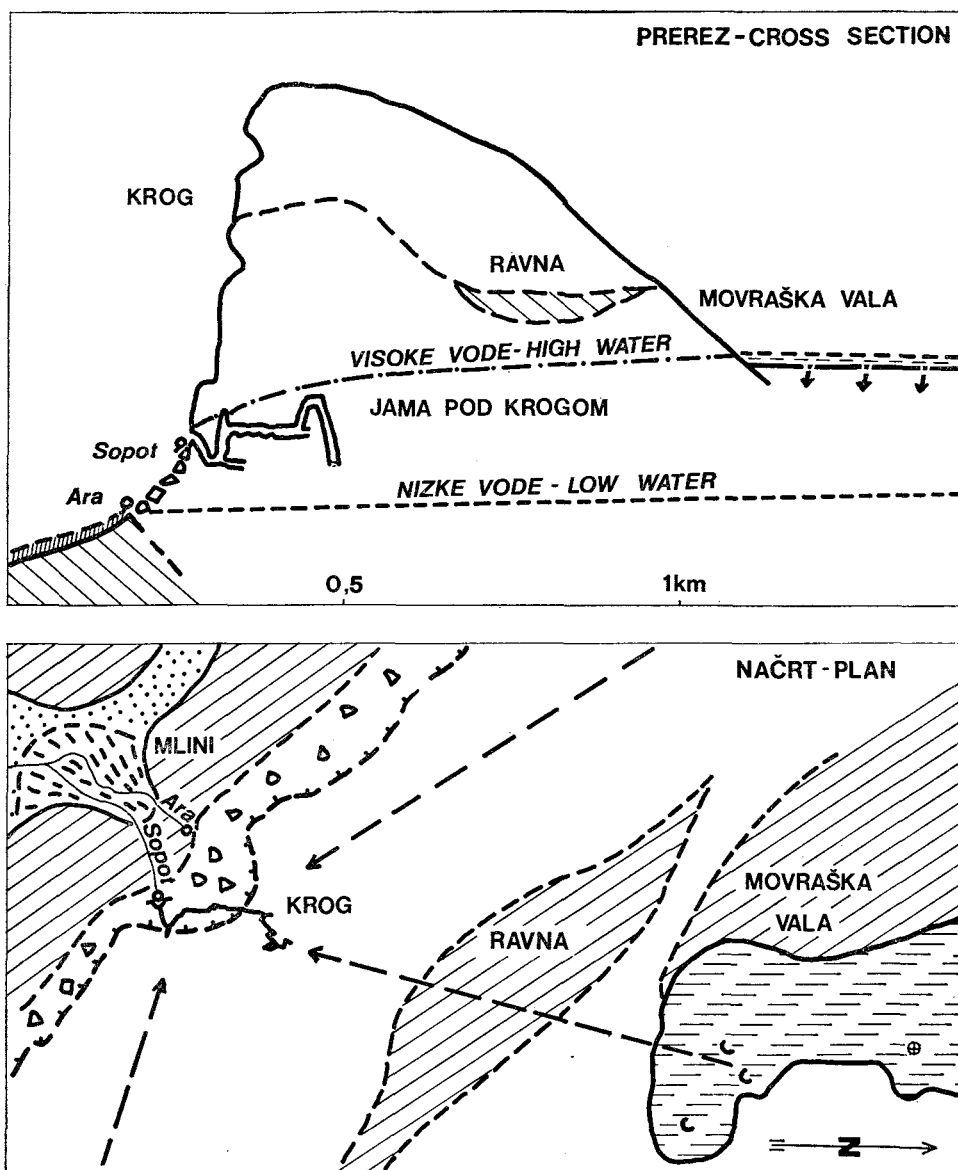 PREREZ-CROSS SECTION
KROG
RAVNA
MOVRAŠKA VALA
VISOKE VODE-HIGH WATER
JAMA POD KROGOM
Sopot
Ara
NIZKE VODE - LOW WATER
0,5
1km
NAČRT-PLAN
MLINI
Ara
Sopot
KROG
RAVNA
MOVRAŠKA
VALA
N